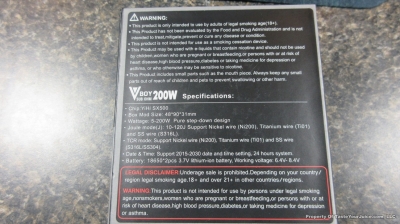 WARNING:
• This product is only intended to use by adults of legal smoking age(18+).
• This Product has not been evaluated by the Food and Drug Administration and is not
intended to treat,mitigate,prevent or cure any disease or condition.
• This product is not intended for use as a smoking cessation device.
• Product may be used with e-liquids that contain nicotine and should not be used
by children,women who are pregnant or breastfeeding,or persons with or at risk of
heart disease,high blood pressure,diabetes,or taking medicine for depression or
asthma, or who otherwise may be sensitive to nicotine.
• This Product includes small parts such as the mouth piece. Always keep any small
parts out of reach of children and pets to prevent choking or ingestion.
BOY 200W Specifications:
• Chip:YiHi SX500
• Box Mod Size: 40*90*31mm
• Wattage: 5-200W Pure step-down design
• Joule mode(J): 10-120J Support Nickel wire (Ni200), Titanium wire (Ti01)
and SS wire (S316L).
• TCR mode: Support Nickel wire (Ni200), Titanium wire (Ti01) and SS wire
(S316L/SS304).
• Date & Time: Support 2015-2030 date and time setting, 24 hours system.
• Battery: 18650*2pcs 3.7V lithium-ion battery, Working voltage: 6.4V- 8.4V
LEGAL DISCLAIMER:Underage sale is prohibited.Depending on your country/
region legal smoking age.18+ and over 21+ in other countries/regions.
WARNING:This product is not intended for use by persons under legal smoking
age,nonsmokers,women who are pregnant or breastfeeding,or persons with or at
risk of heart disease,high blood pressure,diabetes,or taking medicine for depression
or asthma.